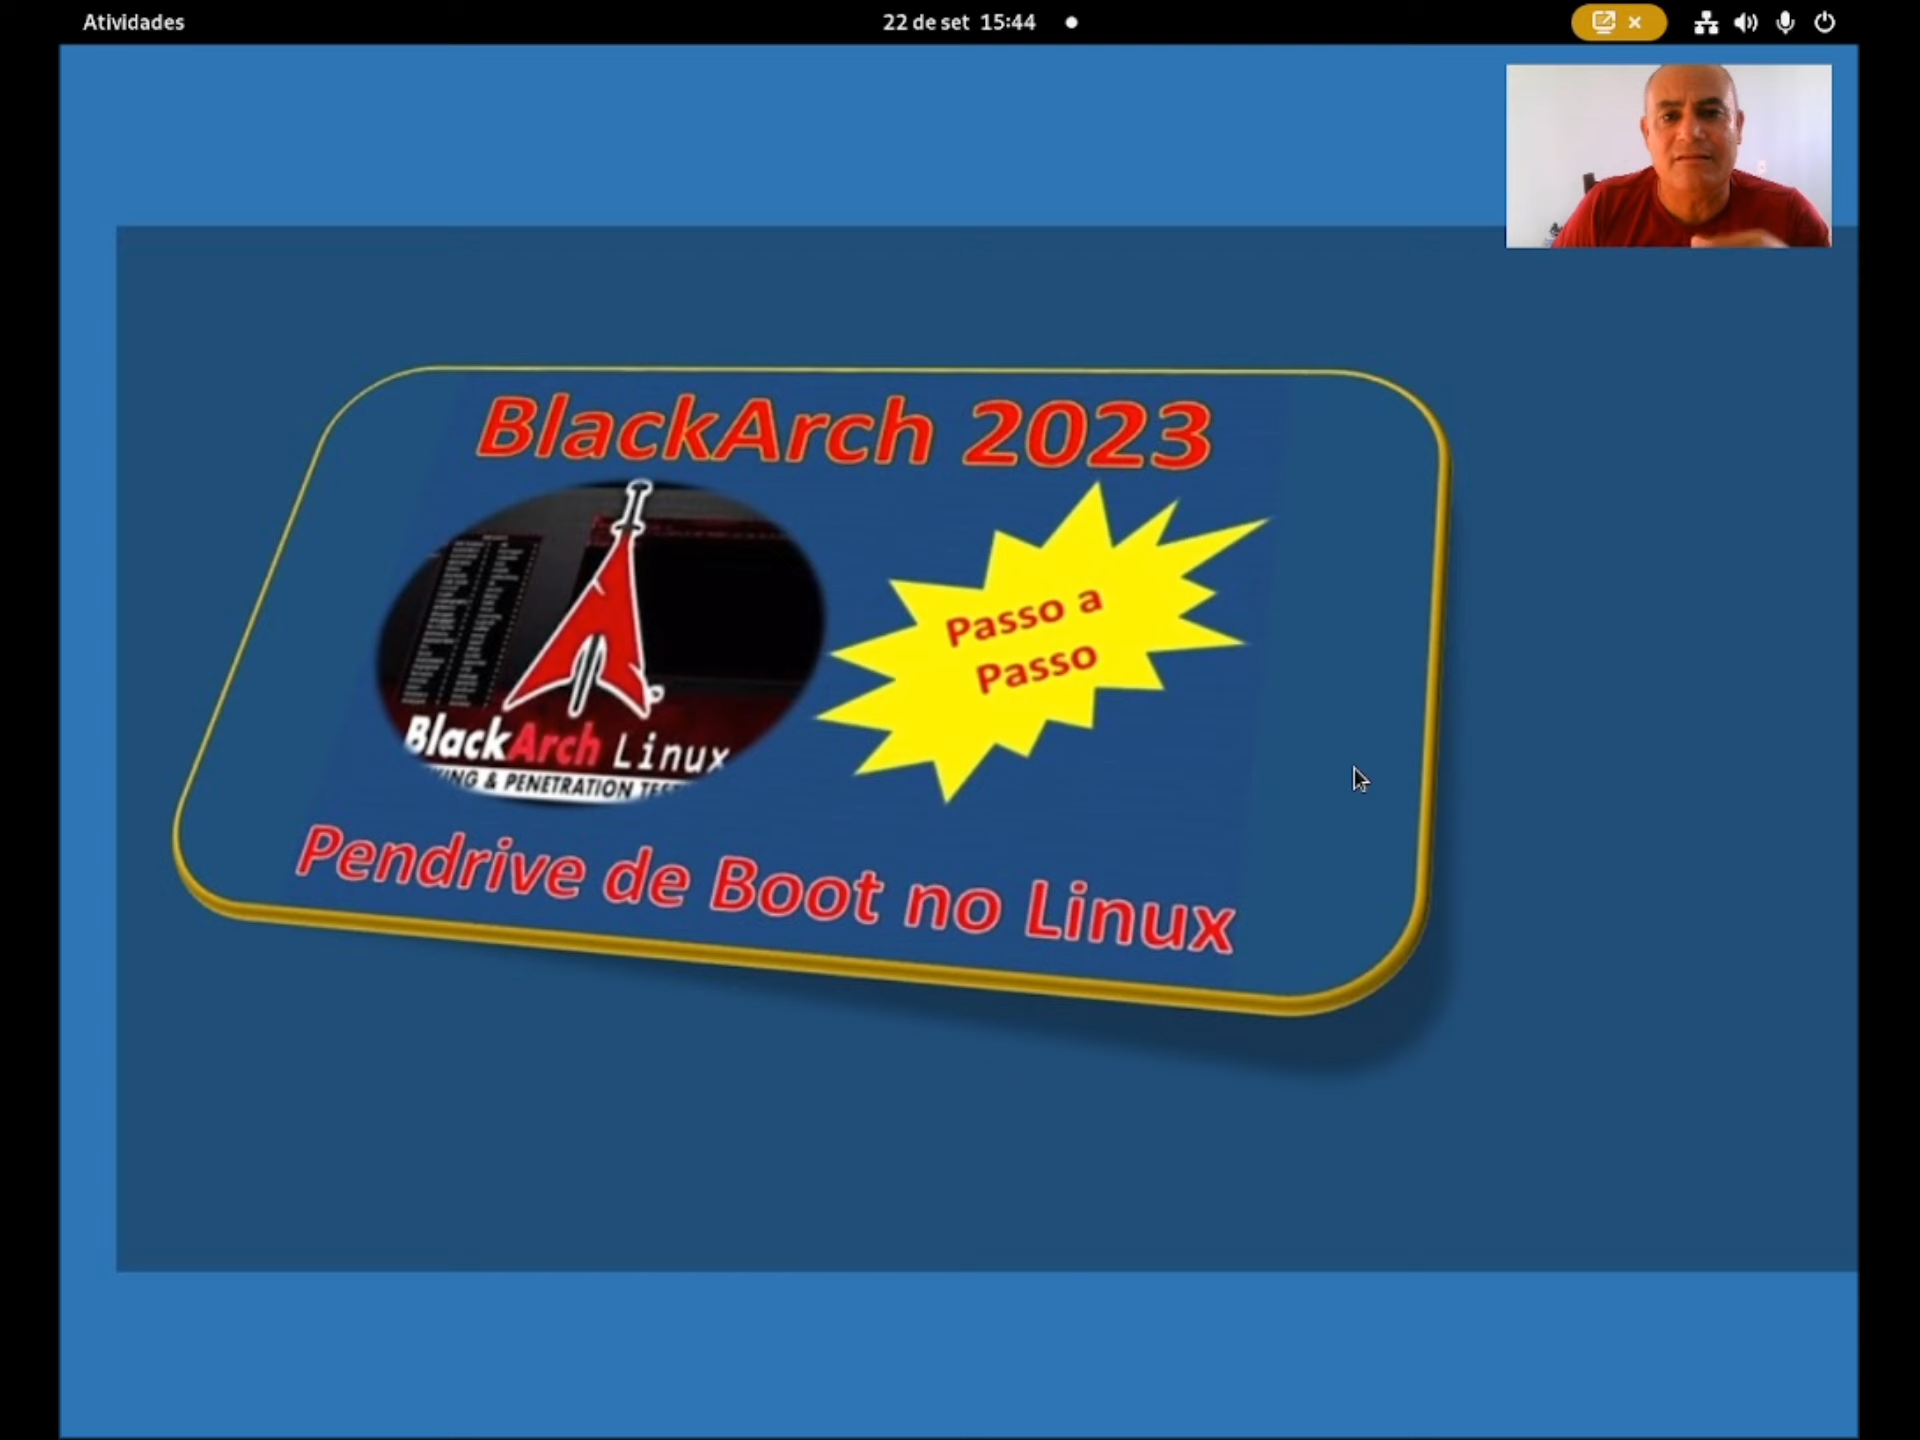 Atividades
22 de set 15:44
BlackArch 2023
Passo a
Passo
BlackArch Linux
& PENETRATION
Pendrive de Boot no Linux